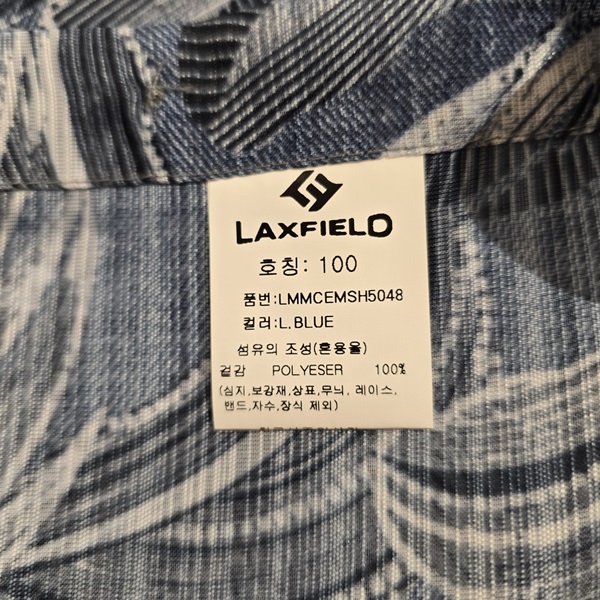 LAXFIELD
호칭: 100
품번:LMMCEMSH5048
컬러:L.BLUE
섬유의 조성(혼용율)
겉감 POLYESER 100%
(심지,보강재,상표,무늬, 레이스,
밴드,자수,장식 제외)